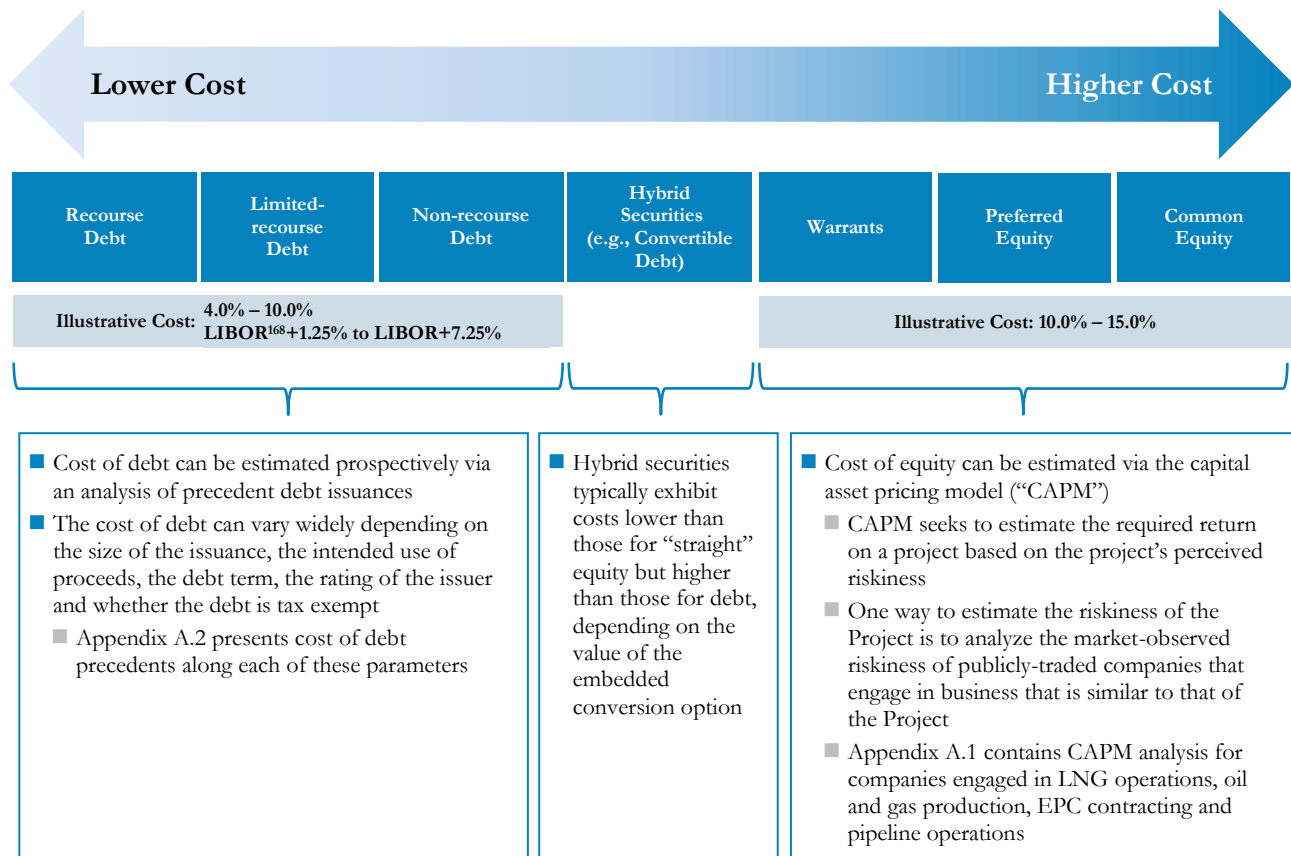 Lower Cost
Higher Cost
Recourse
Debt
Limited-
recourse
Debt
Non-recourse
Debt
Hybrid
Securities
(e.g., Convertible
Debt)
Warrants
Preferred
Equity
Common
Equity
Illustrative Cost:
4.0% – 10.0%
LIBOR¹⁶⁸+1.25% to LIBOR+7.25%
Illustrative Cost: 10.0% – 15.0%
Cost of debt can be estimated prospectively via
an analysis of precedent debt issuances
The cost of debt can vary widely depending on
the size of the issuance, the intended use of
proceeds, the debt term, the rating of the issuer
and whether the debt is tax exempt
Appendix A.2 presents cost of debt
precedents along each of these parameters
Hybrid securities
typically exhibit
costs lower than
those for “straight”
equity but higher
than those for debt,
depending on the
value of the
embedded
conversion option
Cost of equity can be estimated via the capital
asset pricing model (“CAPM”)
CAPM seeks to estimate the required return
on a project based on the project’s perceived
riskiness
One way to estimate the riskiness of the
Project is to analyze the market-observed
riskiness of publicly-traded companies that
engage in business that is similar to that of
the Project
Appendix A.1 contains CAPM analysis for
companies engaged in LNG operations, oil
and gas production, EPC contracting and
pipeline operations